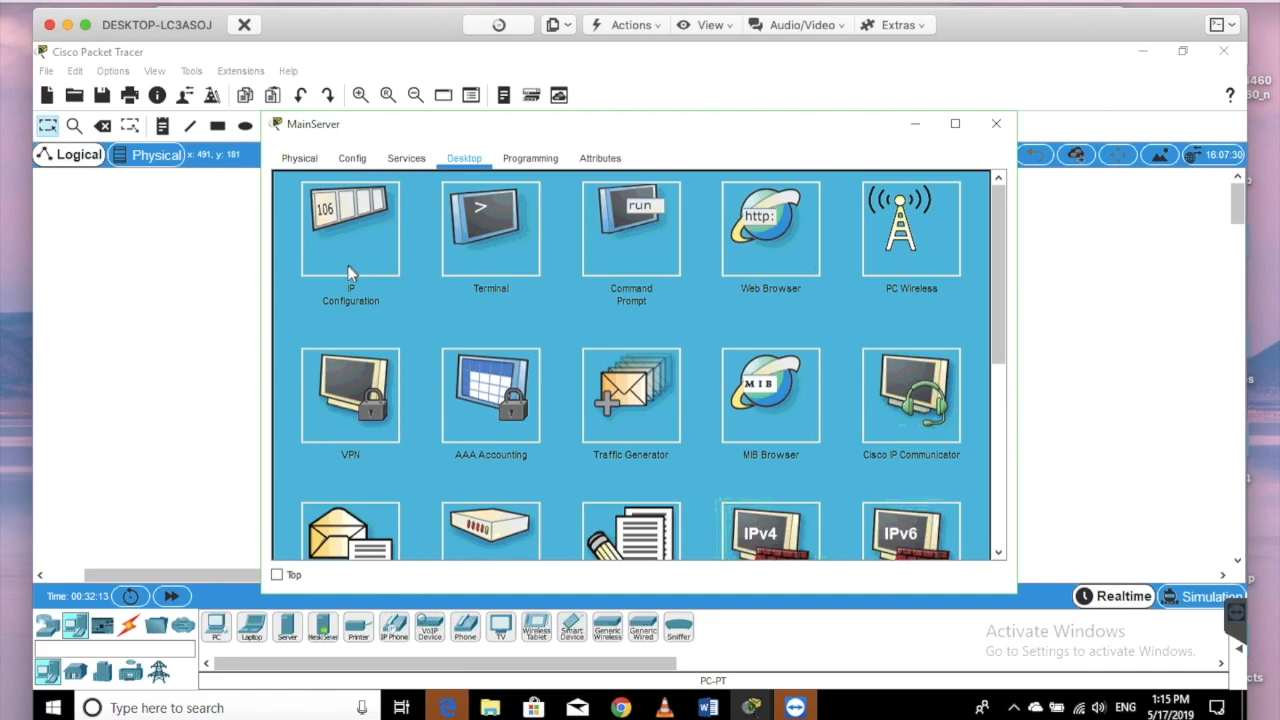 DESKTOP-LC3ASOJ
Actions
View
Audio/Video
Extras
Cisco Packet Tracer
File Edit Options View Tools Extensions Help
?
MainServer
Logical
Physical
x: 491, y: 181
16:07:30
Physical Config Services Desktop Programming Attributes
106
>
run
http:
IP
Configuration
Terminal
Command
Prompt
Web Browser
PC Wireless
MIB
VPN
AAA Accounting
Traffic Generator
MIB Browser
Cisco IP Communicator
IPv4
IPv6
Top
Time: 00:32:13
Realtime
Simulation
PC
Laptop
Server
Printer
IP Phone
VoIP
Device
Phone
TV
Wireless
Tablet
Smart
Device
Generic
Wireless
Generic
Wired
Sniffer
Activate Windows
Go to Settings to activate Windows.
PC-PT
Type here to search
ENG
1:15 PM
5/17/2019
460
60_n
cts